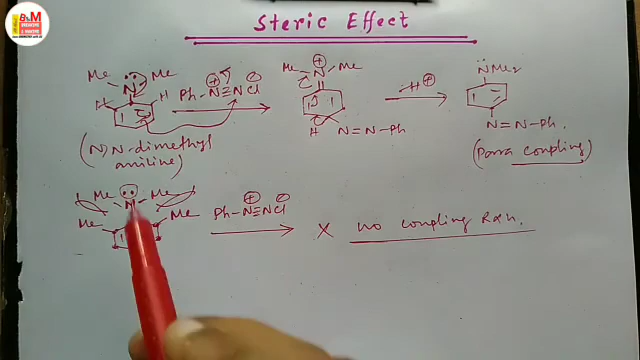 B&M
Steric Effect
Me N Me
H H
Ph-N≡NCl
Me N Me
H N=N-Ph
-H
NMe2
N=N-Ph.
(N,N-dimethyl
aniline)
(Para coupling)
Me N Me
Me Me
Ph-N≡NCl
X no coupling Rxn.